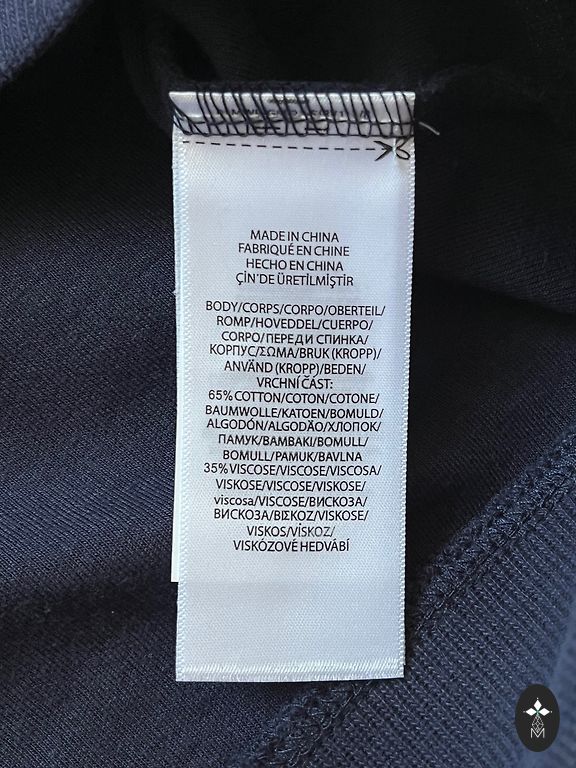 MADE IN CHINA
FABRIQUÉ EN CHINE
HECHO EN CHINA
ÇİN'DE ÜRETİLMİŞTİR
BODY/CORPS/CORPO/OBERTEIL/
ROMP/HOVEDDEL/CUERPO/
CORPO/ПЕРЕД И СПИНКА/
КОРПУС/ΣΩΜΑ/BRUK (KROPP)/
ANVÄND (KROPP)/BEDEN/
VRCHNÍ ČAST:
65% COTTON/COTON/COTONE/
BAUMWOLLE/KATOEN/BOMULD/
ALGODÓN/ALGODÃO/ХЛОПОК/
ПАМУК/ΒΑΜΒΑΚΙ/BOMULL/
BOMULL/PAMUK/BAVLNA
35% VISCOSE/VISCOSE/VISCOSA/
VISKOSE/VISCOSE/VISKOSE/
viscosa/VISCOSE/ВИСКОЗА/
ВИСКОЗА/ΒΙΣΚΟΖ/VISKOSE/
VISKOS/VİSKOZ/
VISKÓZOVÉ HEDVÁBÍ